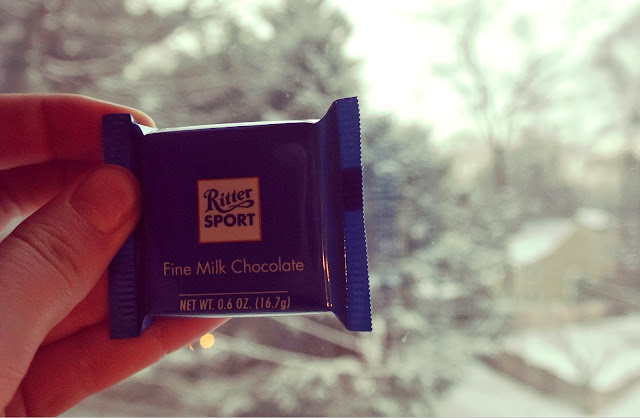 Ritter
SPORT
Fine Milk Chocolate
NET WT. 0.6 OZ. (16.7g)